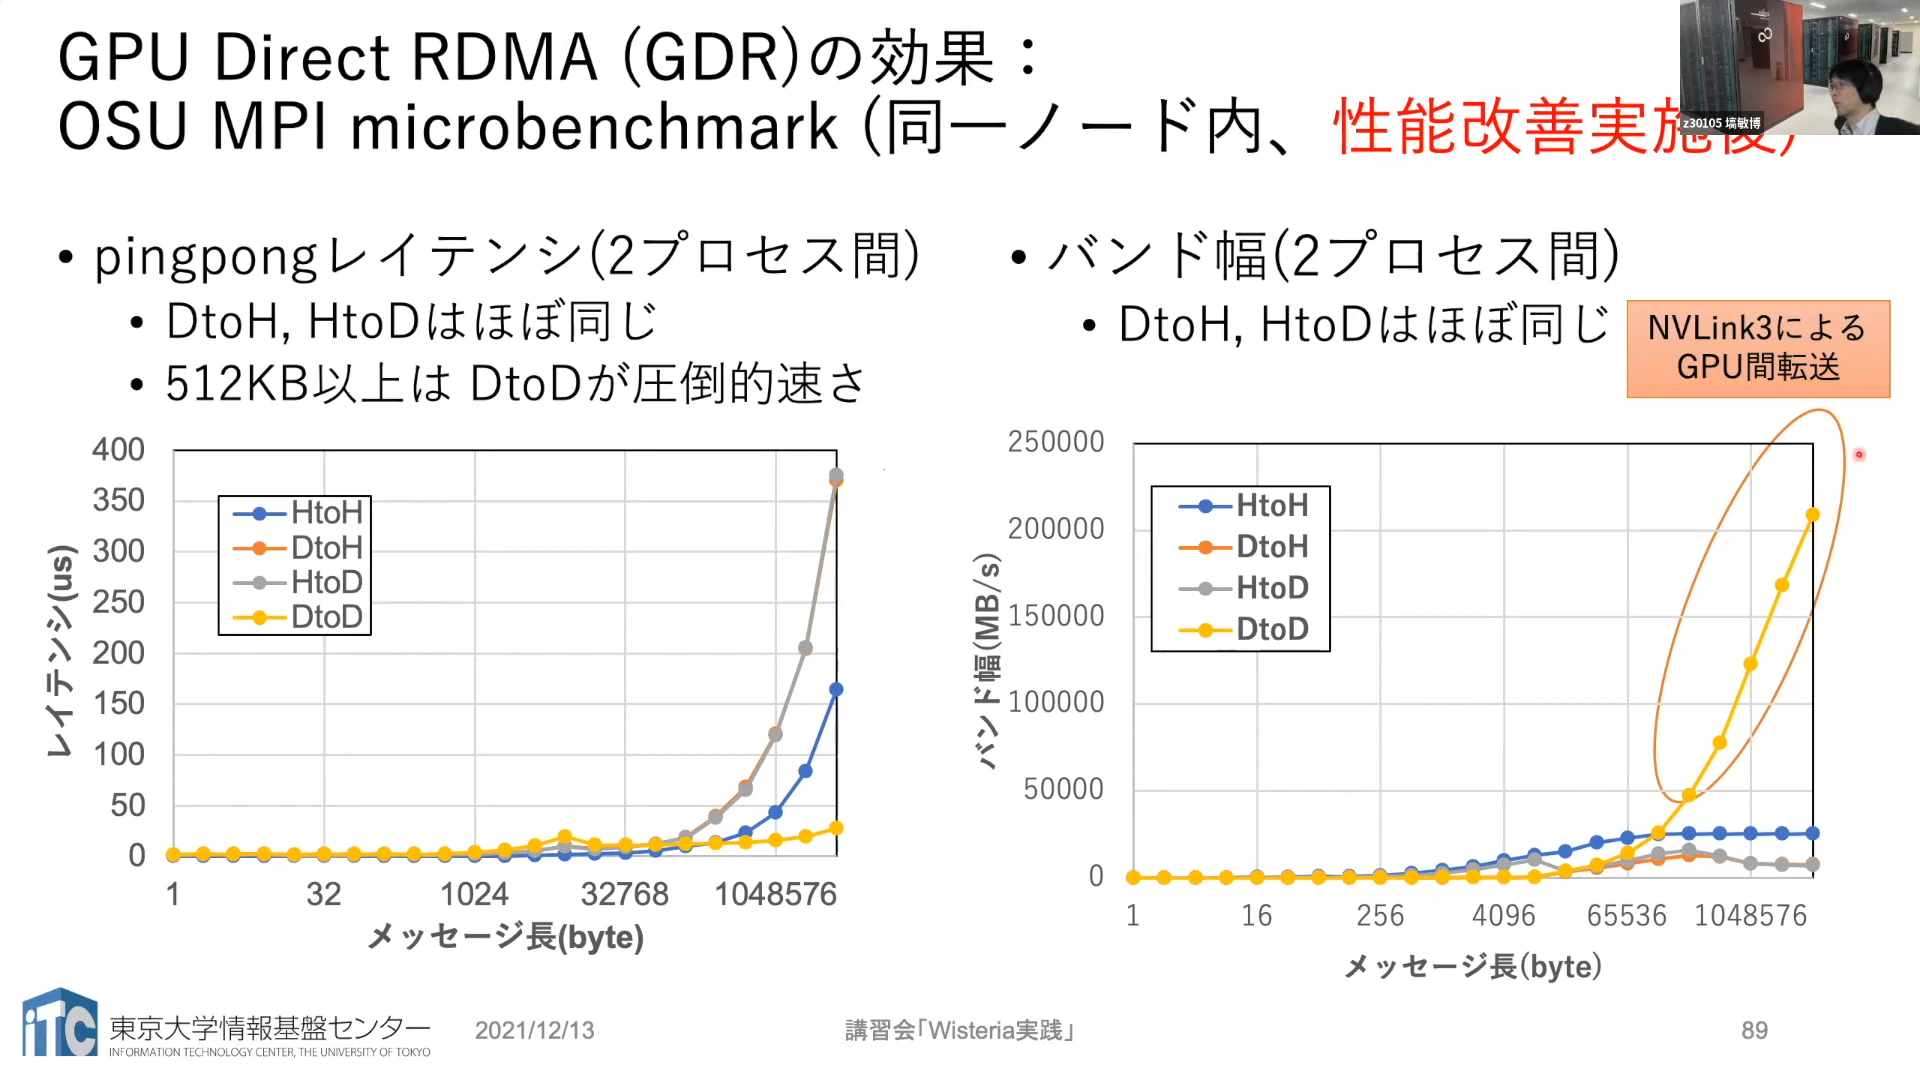 GPU Direct RDMA (GDR)の効果：
OSU MPI microbenchmark (同一ノード内、性能改善実施後)
z30105 塙敏博
• pingpongレイテンシ(2プロセス間)
• DtoH, HtoDはほぼ同じ
• 512KB以上は DtoDが圧倒的速さ
• バンド幅(2プロセス間)
• DtoH, HtoDはほぼ同じ
NVLink3による
GPU間転送
400
350
300
250
200
150
100
50
0
レイテンシ(us)
HtoH
DtoH
HtoD
DtoD
1 32 1024 32768 1048576
メッセージ長(byte)
250000
200000
150000
100000
50000
0
バンド幅(MB/s)
HtoH
DtoH
HtoD
DtoD
1 16 256 4096 65536 1048576
メッセージ長(byte)
iTC
東京大学情報基盤センター
INFORMATION TECHNOLOGY CENTER, THE UNIVERSITY OF TOKYO
2021/12/13
講習会「Wisteria実践」
89